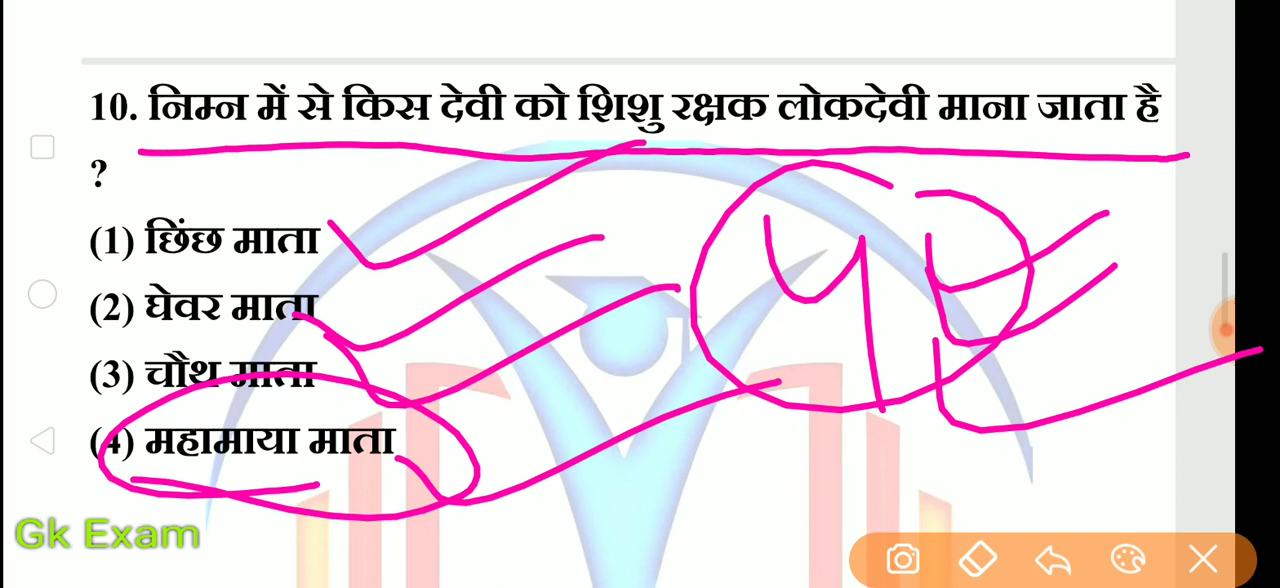 10. निम्न में से किस देवी को शिशु रक्षक लोकदेवी माना जाता है
?
(1) छिंछ माता
(2) घेवर माता
(3) चौथ माता
(4) महामाया माता
Gk Exam